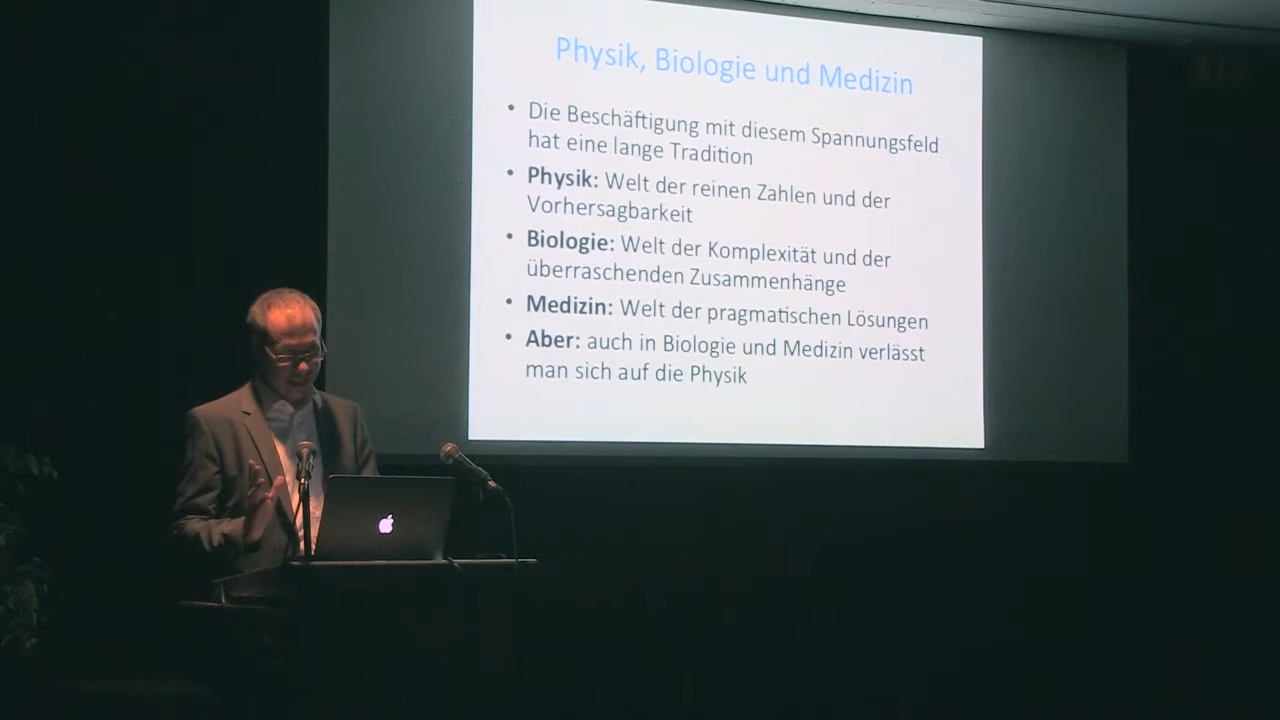 Physik, Biologie und Medizin
• Die Beschäftigung mit diesem Spannungsfeld
hat eine lange Tradition
• Physik: Welt der reinen Zahlen und der
Vorhersagbarkeit
• Biologie: Welt der Komplexität und der
überraschenden Zusammenhänge
• Medizin: Welt der pragmatischen Lösungen
• Aber: auch in Biologie und Medizin verlässt
man sich auf die Physik